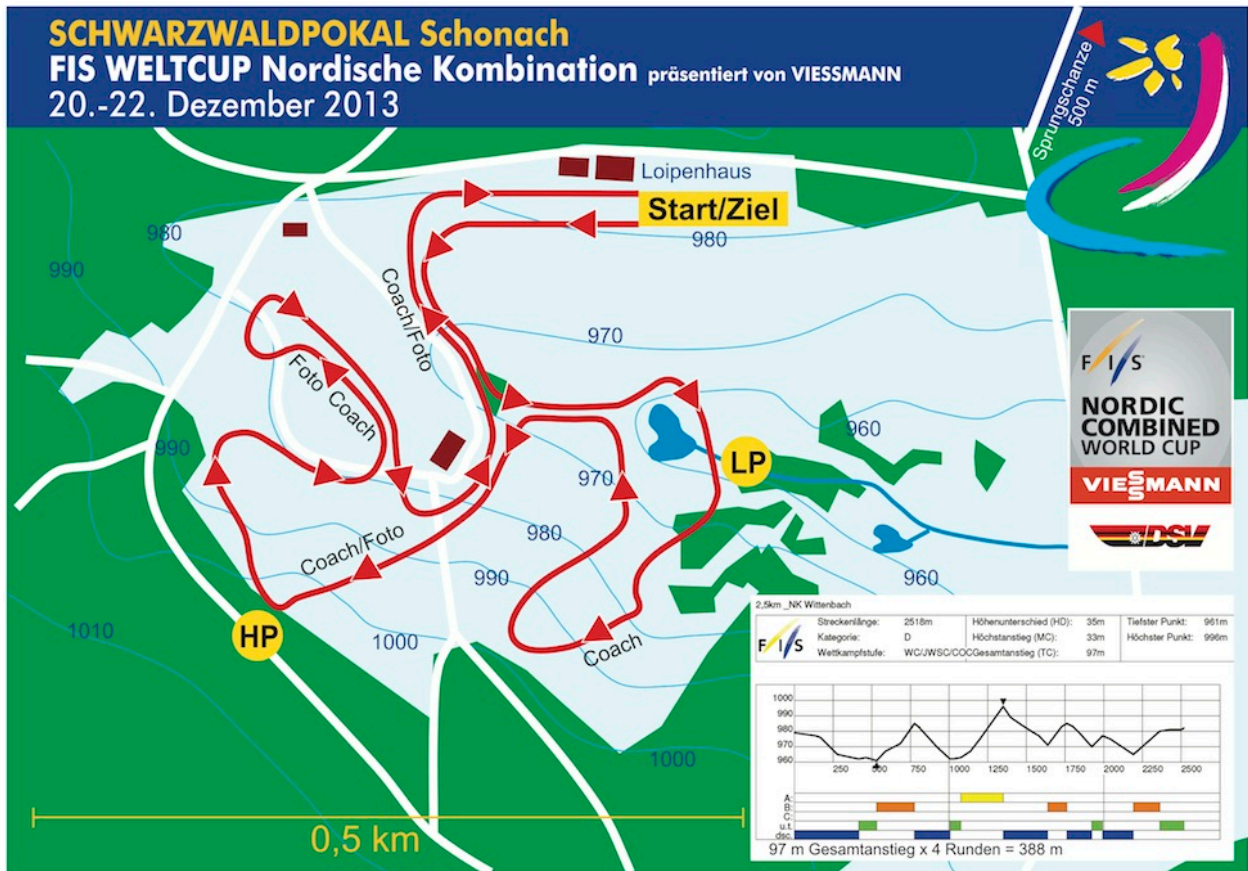 SCHWARZWALDPOKAL Schonach
FIS WELTCUP Nordische Kombination präsentiert von VIESSMANN
20.-22. Dezember 2013
Sprungschanze
500 m
Loipenhaus
Start/Ziel
980
980
990
Coach/Foto
970
Foto Coach
960
990
LP
970
Coach/Foto
980
990
960
HP
1010
1000
Coach
1000
0,5 km
FIS
NORDIC
COMBINED
WORLD CUP
VIESSMANN
DSV
2,5km _NK Wittenbach
FIS
Streckenlänge: 2518m Höhenunterschied (HD): 35m Tiefster Punkt: 961m
Kategorie: D Höchstanstieg (MC): 33m Höchster Punkt: 996m
Wettkampfstufe: WC/JWSC/COC Gesamtanstieg (TC): 97m
1000
990
980
970
960
250 500 750 1000 1250 1500 1750 2000 2250 2500
A:
B:
C:
u.t.
dsc.
97 m Gesamtanstieg x 4 Runden = 388 m